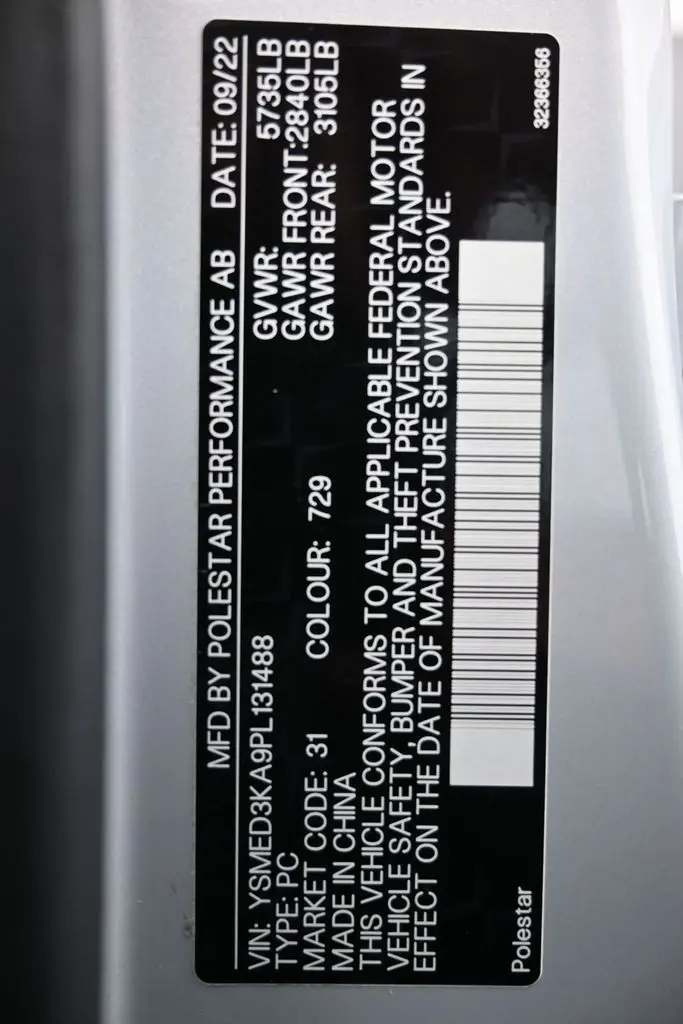 MFD BY POLESTAR PERFORMANCE AB DATE: 09/22
VIN: YSMED3KA9PL131488 GVWR: 5735LB
TYPE: PC GAWR FRONT:2840LB
MARKET CODE: 31 COLOUR: 729 GAWR REAR: 3105LB
MADE IN CHINA
THIS VEHICLE CONFORMS TO ALL APPLICABLE FEDERAL MOTOR
VEHICLE SAFETY, BUMPER AND THEFT PREVENTION STANDARDS IN
EFFECT ON THE DATE OF MANUFACTURE SHOWN ABOVE.
Polestar 32366356